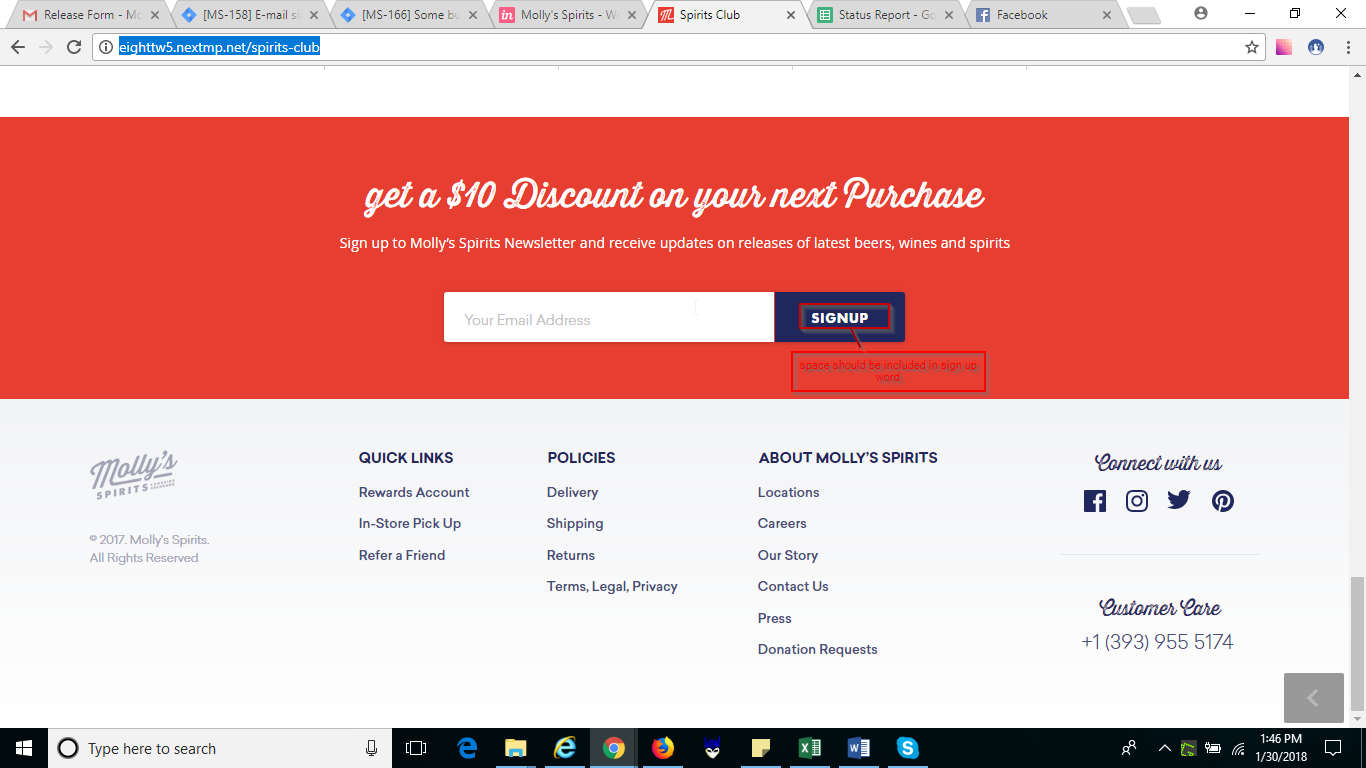 Release Form - Mo
[MS-158] E-mail si
[MS-166] Some bu
Molly's Spirits - We
Spirits Club
Status Report - Go
Facebook
eighttw5.nextmp.net/spirits-club
get a $10 Discount on your next Purchase
Sign up to Molly's Spirits Newsletter and receive updates on releases of latest beers, wines and spirits
Your Email Address
SIGNUP
space should be included in sign up
word.
Molly's
SPIRITS
© 2017. Molly's Spirits.
All Rights Reserved
QUICK LINKS
Rewards Account
In-Store Pick Up
Refer a Friend
POLICIES
Delivery
Shipping
Returns
Terms, Legal, Privacy
ABOUT MOLLY'S SPIRITS
Locations
Careers
Our Story
Contact Us
Press
Donation Requests
Connect with us
Customer Care
+1 (393) 955 5174
Type here to search
1:46 PM
1/30/2018